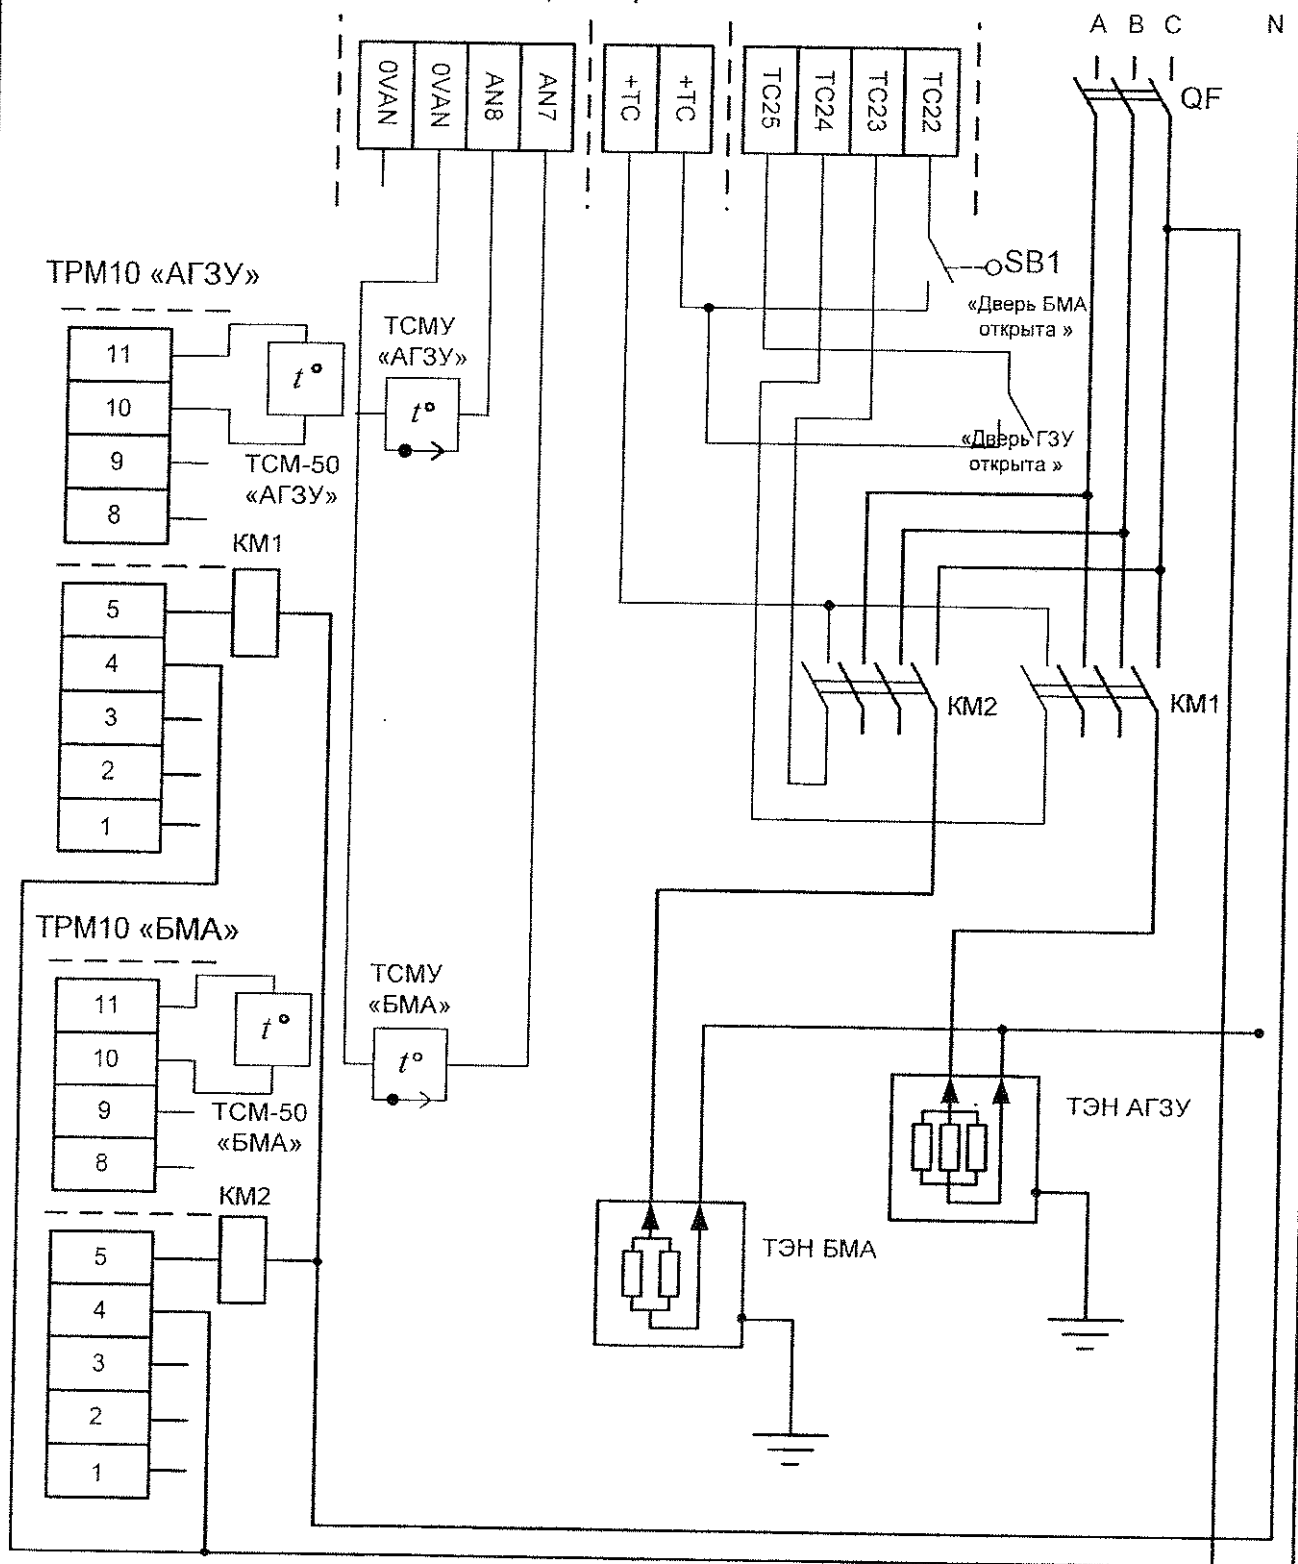 A B C N
0VAN
0VAN
AN8
AN7
+TC
+TC
TC25
TC24
TC23
TC22
QF
SB1
«Дверь БМА
открыта »
ТРМ10 «АГЗУ»
11
10
9
8
t°
ТСМ-50
«АГЗУ»
ТСМУ
«АГЗУ»
t°
«Дверь ГЗУ
открыта »
КМ1
5
4
3
2
1
КМ2
КМ1
ТРМ10 «БМА»
11
10
9
8
t°
ТСМ-50
«БМА»
ТСМУ
«БМА»
t°
ТЭН АГЗУ
КМ2
5
4
3
2
1
ТЭН БМА